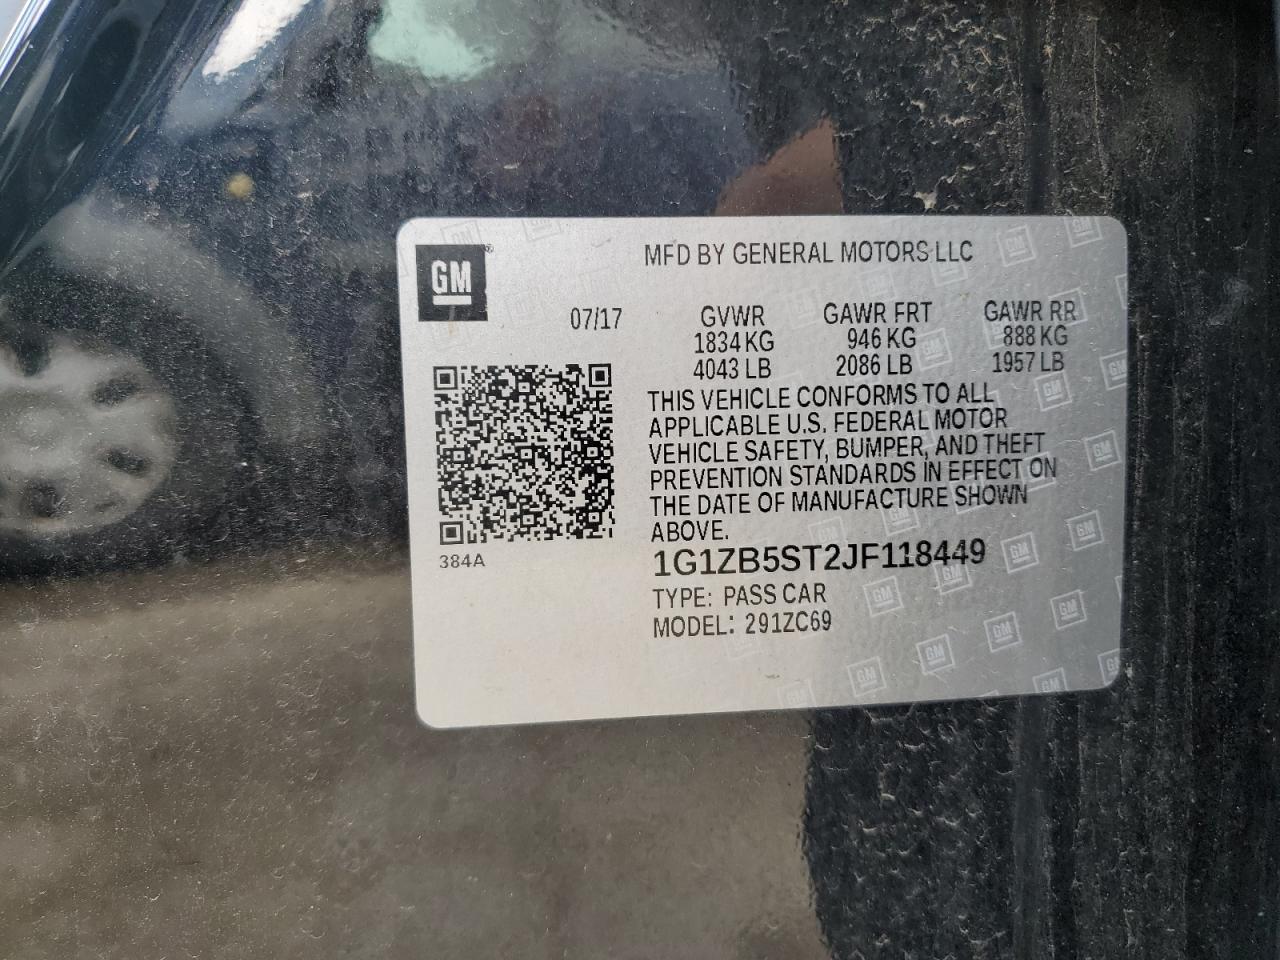 GM®
MFD BY GENERAL MOTORS LLC
07/17
GVWR GAWR FRT GAWR RR
1834 KG 946 KG 888 KG
4043 LB 2086 LB 1957 LB
THIS VEHICLE CONFORMS TO ALL
APPLICABLE U.S. FEDERAL MOTOR
VEHICLE SAFETY, BUMPER, AND THEFT
PREVENTION STANDARDS IN EFFECT ON
THE DATE OF MANUFACTURE SHOWN
ABOVE.
384A
1G1ZB5ST2JF118449
TYPE: PASS CAR
MODEL: 291ZC69